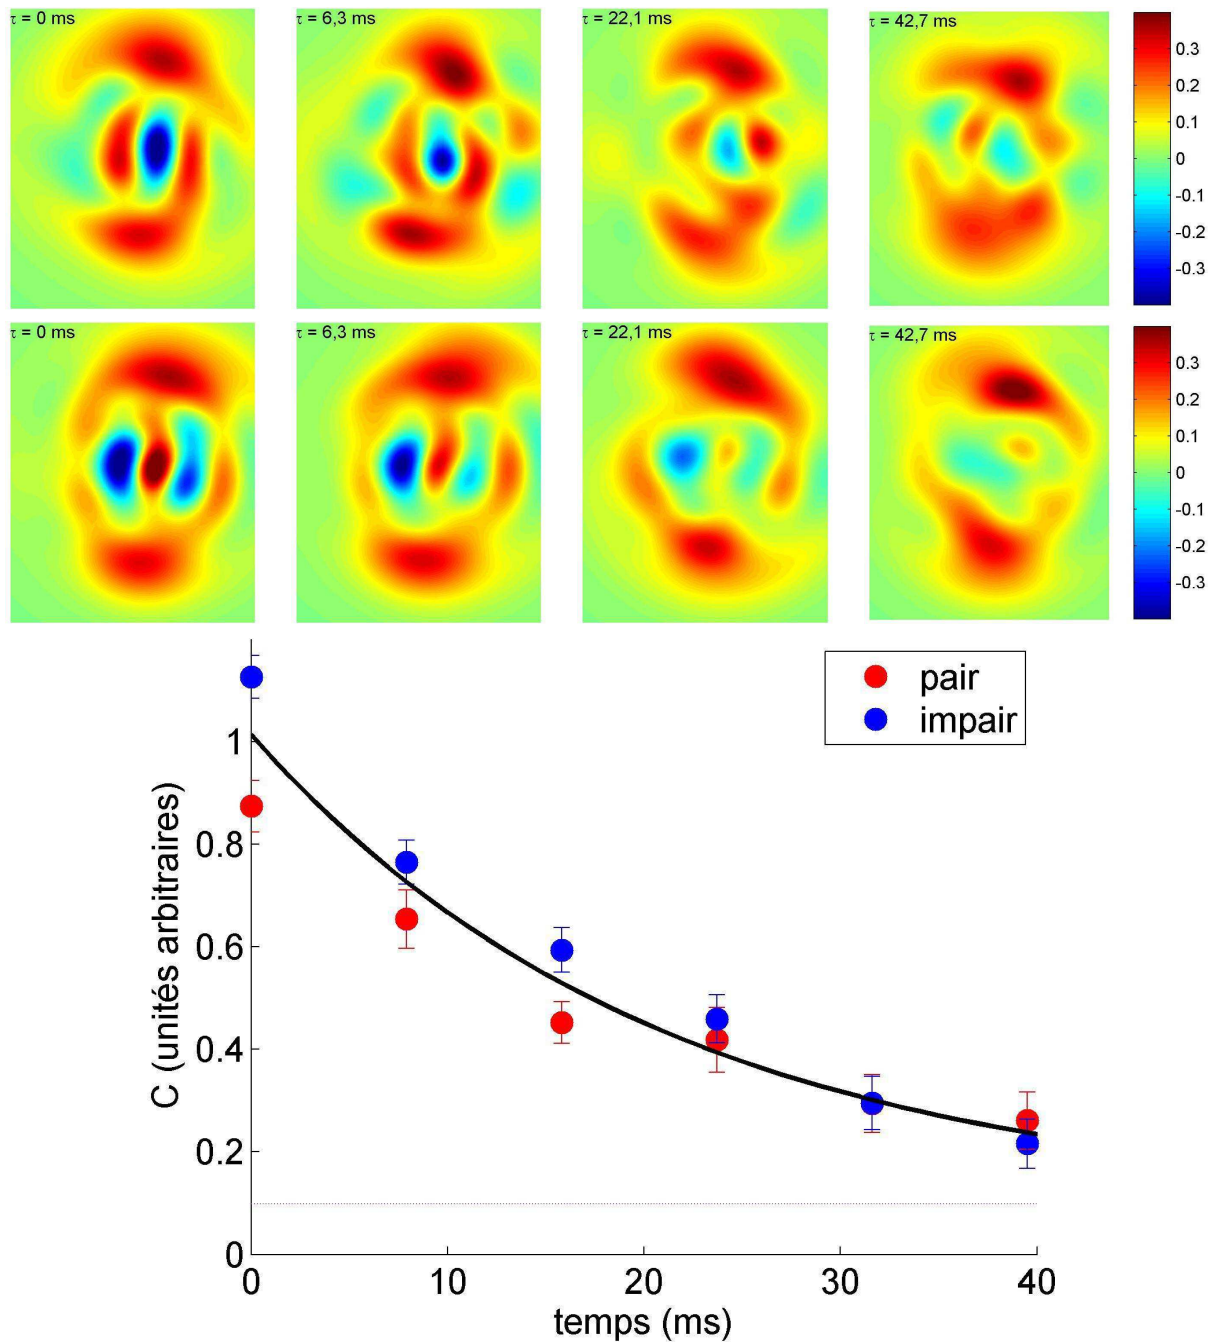 τ = 0 ms
τ = 6,3 ms
τ = 22,1 ms
τ = 42,7 ms
0.3
0.2
0.1
0
-0.1
-0.2
-0.3
τ = 0 ms
τ = 6,3 ms
τ = 22,1 ms
τ = 42,7 ms
0.3
0.2
0.1
0
-0.1
-0.2
-0.3
pair
impair
C (unités arbitraires)
1
0.8
0.6
0.4
0.2
0
0
10
20
30
40
temps (ms)